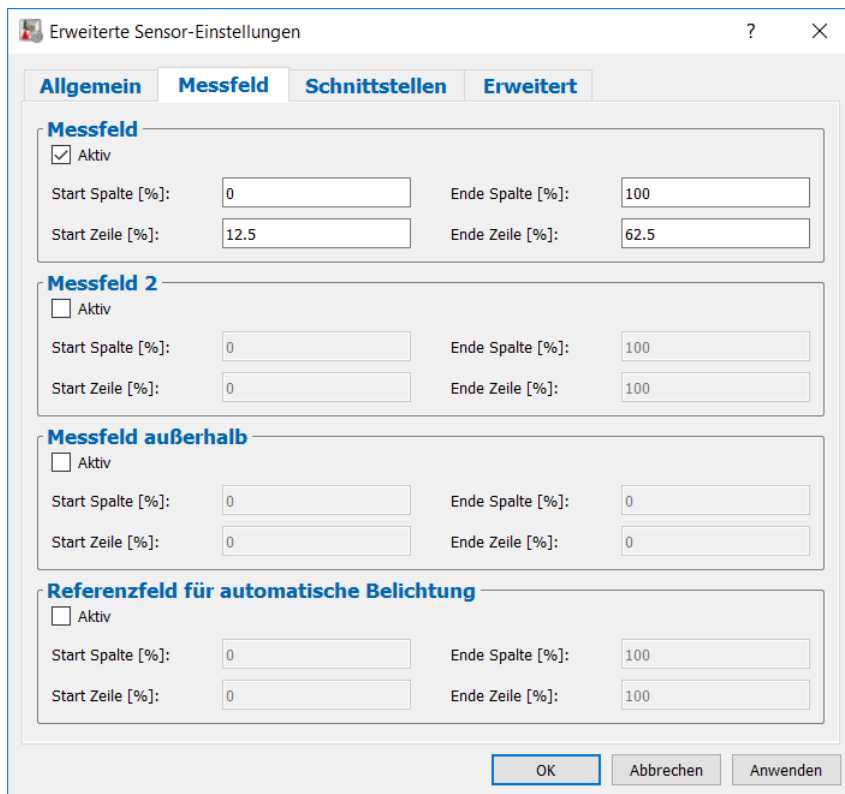 Erweiterte Sensor-Einstellungen ?
Allgemein Messfeld Schnittstellen Erweitert
Messfeld
Aktiv
Start Spalte [%]: 0 Ende Spalte [%]: 100
Start Zeile [%]: 12.5 Ende Zeile [%]: 62.5
Messfeld 2
Aktiv
Start Spalte [%]: 0 Ende Spalte [%]: 100
Start Zeile [%]: 0 Ende Zeile [%]: 100
Messfeld außerhalb
Aktiv
Start Spalte [%]: 0 Ende Spalte [%]: 0
Start Zeile [%]: 0 Ende Zeile [%]: 0
Referenzfeld für automatische Belichtung
Aktiv
Start Spalte [%]: 0 Ende Spalte [%]: 100
Start Zeile [%]: 0 Ende Zeile [%]: 100
OK Abbrechen Anwenden